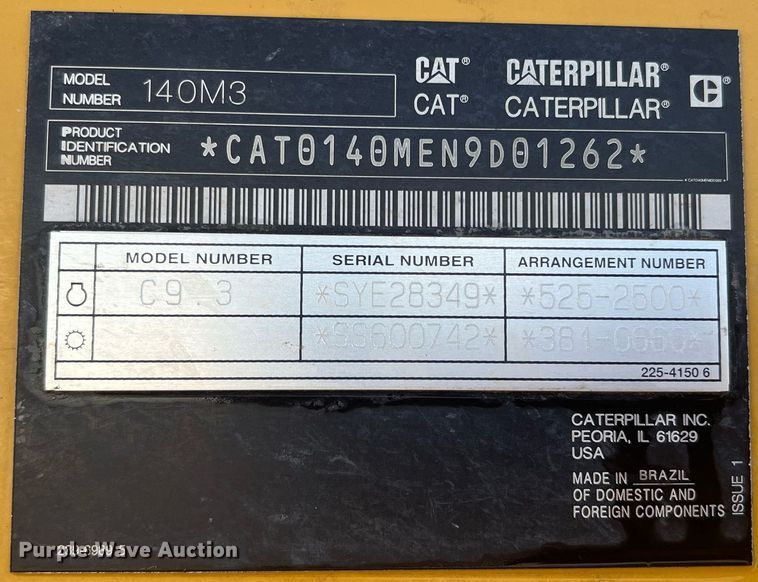 MODEL NUMBER 140M3
CAT® CATERPILLAR® C®
CAT® CATERPILLAR®
PRODUCT IDENTIFICATION NUMBER *CAT0140MEN9D01262*
MODEL NUMBER SERIAL NUMBER ARRANGEMENT NUMBER
C9.3 *SYE28349* *525-2500*
*SS600742*
225-4150 6
CATERPILLAR INC.
PEORIA, IL 61629
USA
MADE IN BRAZIL
OF DOMESTIC AND
FOREIGN COMPONENTS
ISSUE 1
Purple Wave Auction